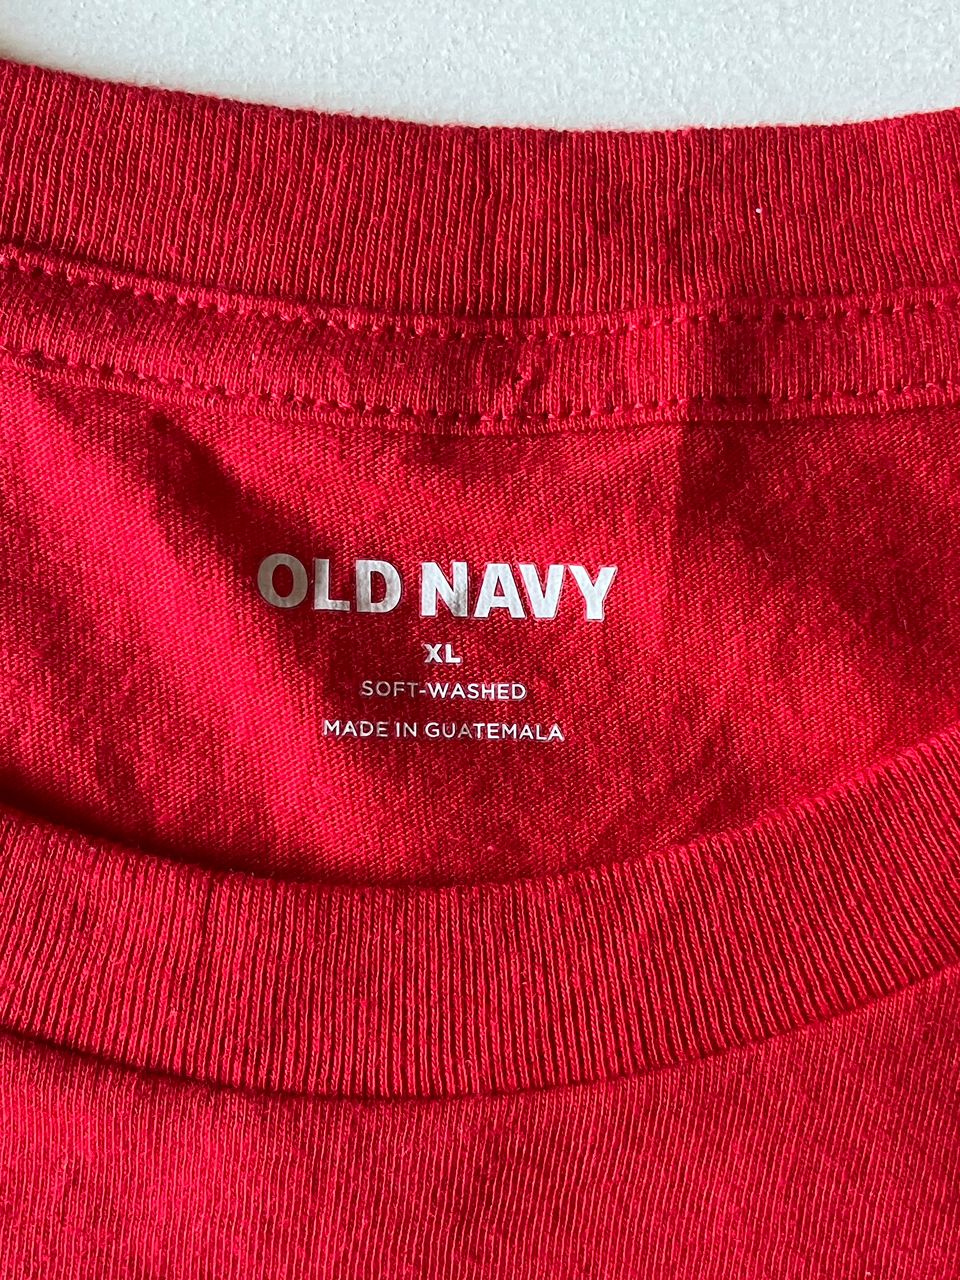 OLD NAVY
XL
SOFT-WASHED
MADE IN GUATEMALA